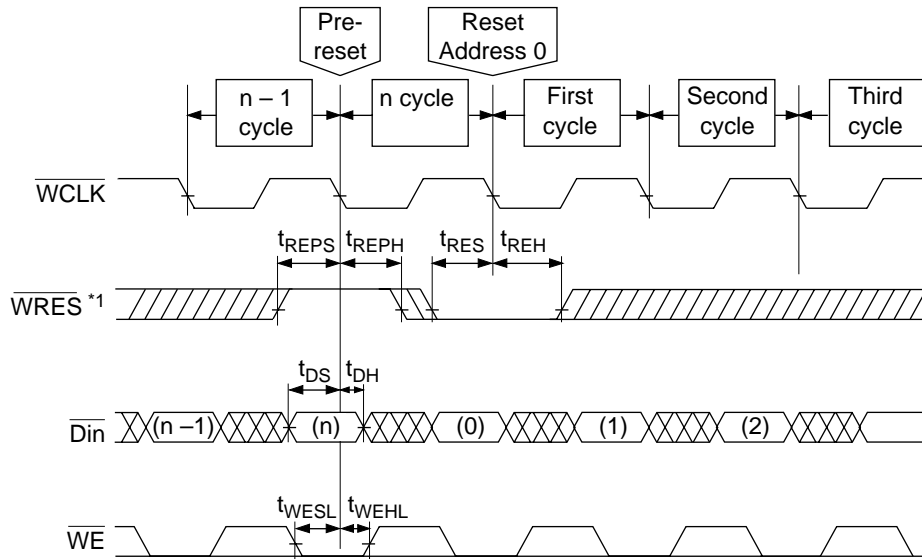 Pre-
reset
Reset
Address 0
n – 1
cycle
n cycle
First
cycle
Second
cycle
Third
cycle
WCLK
tREPS
tREPH
tRES
tREH
WRES *1
tDS
tDH
Din
(n –1)
(n)
(0)
(1)
(2)
tWESL
tWEHL
WE